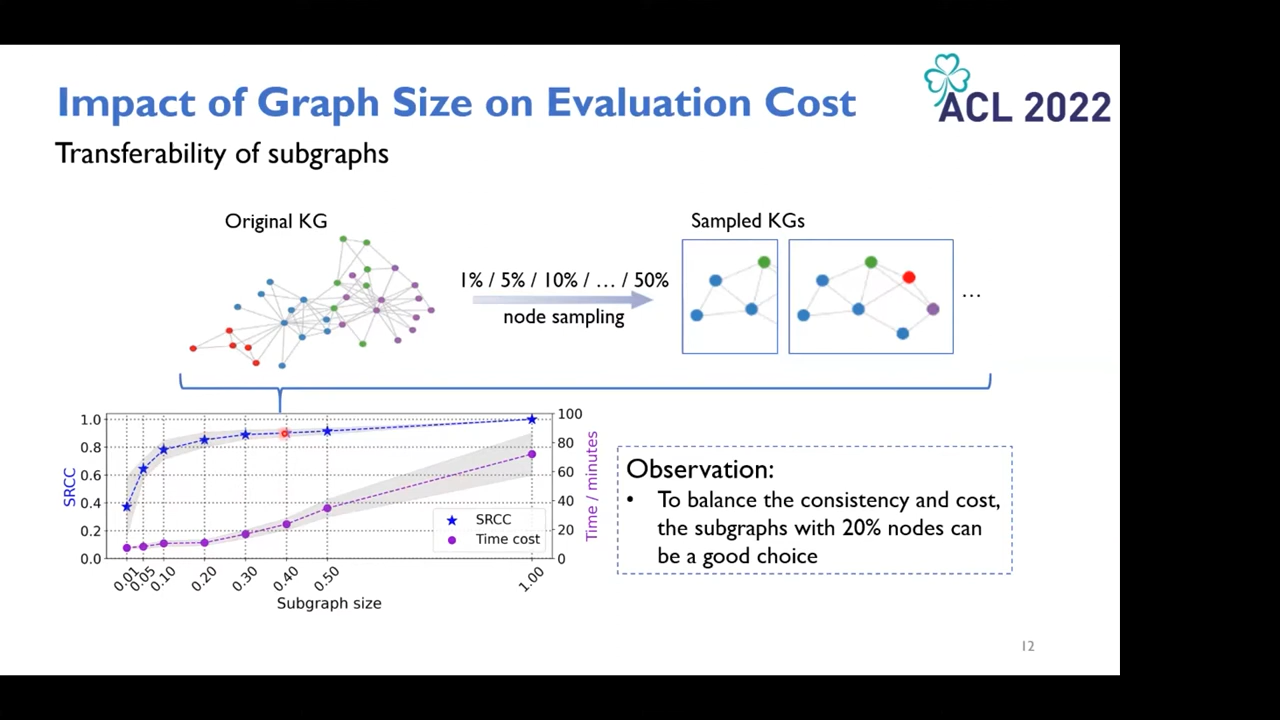 Impact of Graph Size on Evaluation Cost
ACL 2022
Transferability of subgraphs
Original KG
1% / 5% / 10% / … / 50%
node sampling
Sampled KGs
…
SRCC
1.0
0.8
0.6
0.4
0.2
0.0
100
80
60
40
20
0
Time / minutes
SRCC
Time cost
0.01
0.05
0.10
0.20
0.30
0.40
0.50
1.00
Subgraph size
Observation:
• To balance the consistency and cost,
the subgraphs with 20% nodes can
be a good choice
12